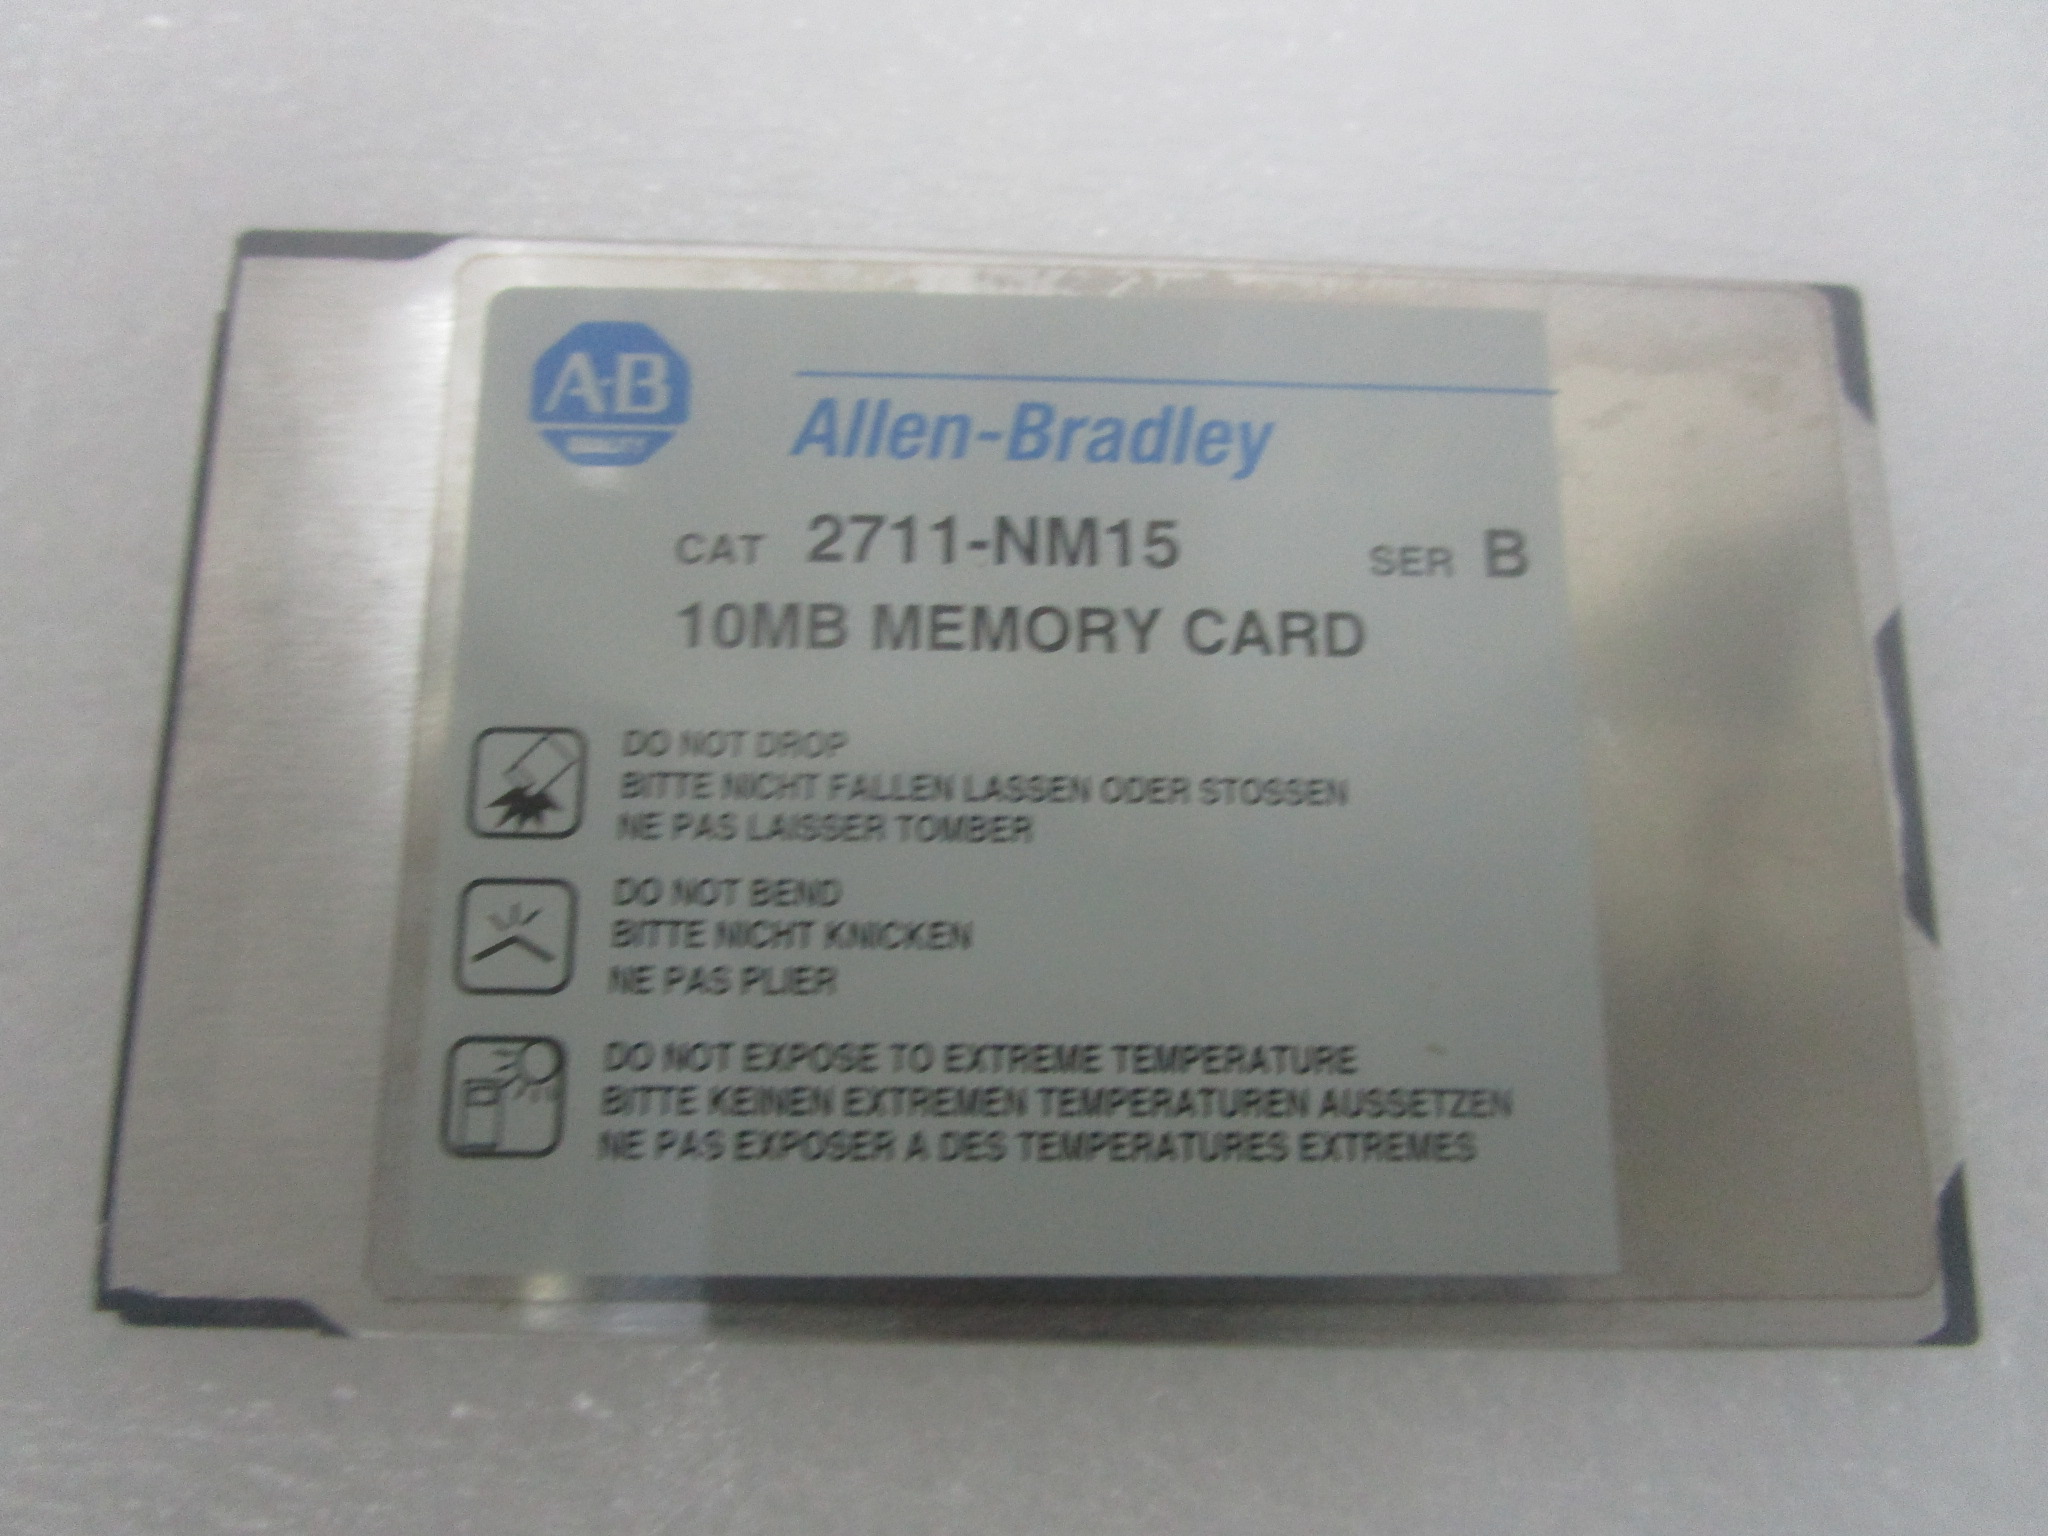 A-B
QUALITY
Allen-Bradley
CAT 2711-NM15 SER B
10MB MEMORY CARD
DO NOT DROP
BITTE NICHT FALLEN LASSEN ODER STOSSEN
NE PAS LAISSER TOMBER
DO NOT BEND
BITTE NICHT KNICKEN
NE PAS PLIER
DO NOT EXPOSE TO EXTREME TEMPERATURE
BITTE KEINEN EXTREMEN TEMPERATUREN AUSSETZEN
NE PAS EXPOSER A DES TEMPERATURES EXTREMES